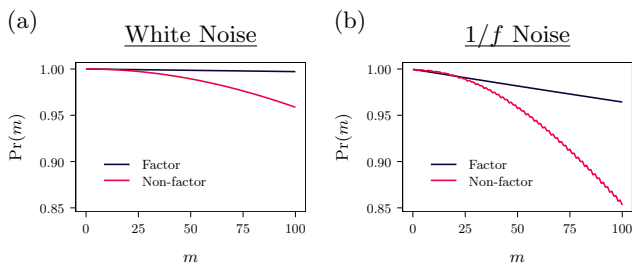 (a)
White Noise
Pr(m)
1.00
0.95
0.90
0.85
Factor
Non-factor
0
25
50
75
100
m
(b)
1/f Noise
Pr(m)
1.00
0.95
0.90
0.85
Factor
Non-factor
0
25
50
75
100
m